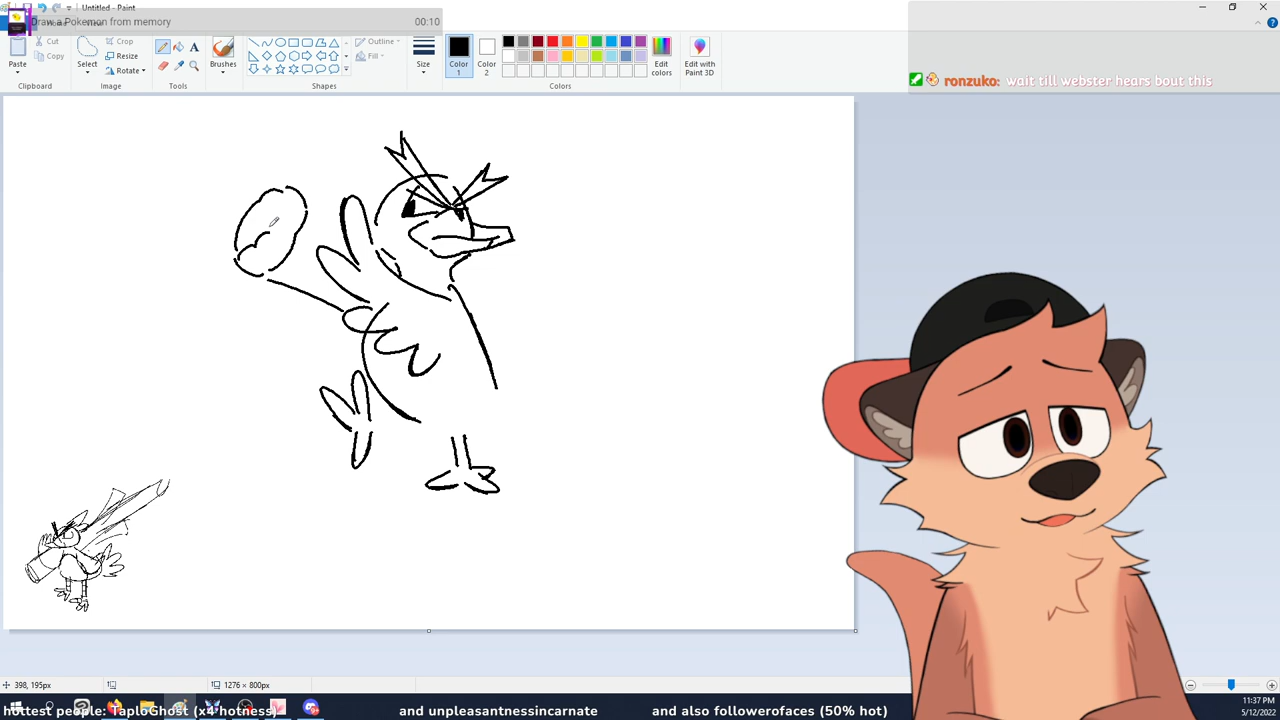 Untitled - Paint
Draw a Pokemon from memory
00:10
Home
View
Paste
Cut
Copy
Clipboard
Select
Crop
Resize
Rotate
Image
Tools
Brushes
Shapes
Outline
Fill
Size
Color 1
Color 2
Edit colors
Edit with Paint 3D
Colors
ronzuko: wait till webster hears bout this
398, 195px
1276 × 800px
11:37 PM
5/12/2022
hottest people: TaploGhost (x4 hotness)
and unpleasantnessincarnate
and also followerofaces (50% hot)